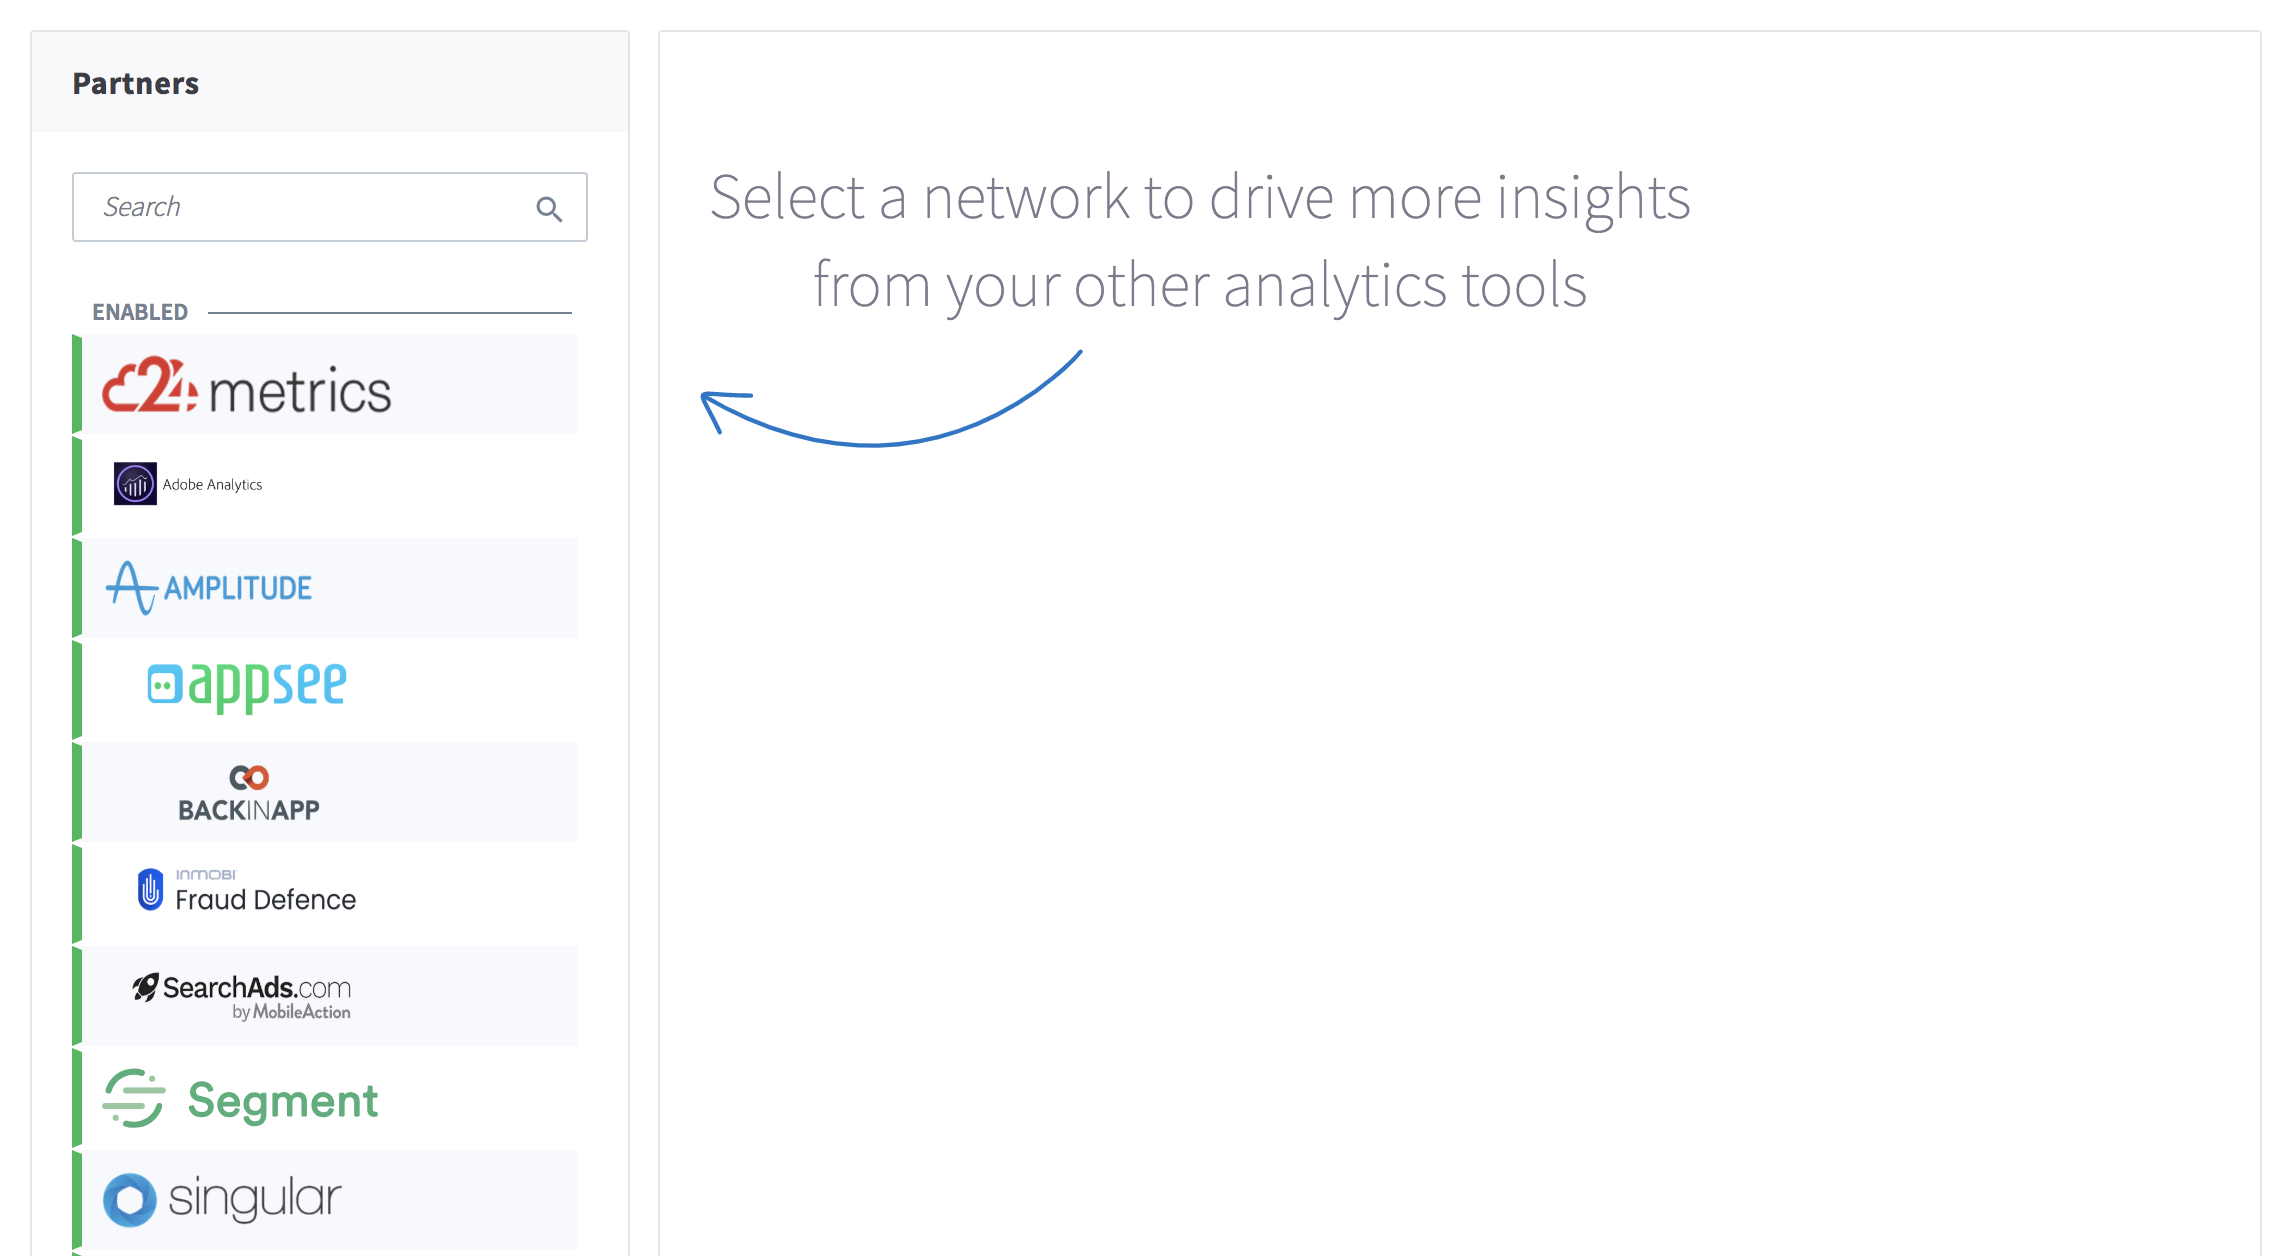 Partners
Search
ENABLED
24metrics
Adobe Analytics
AMPLITUDE
appsee
BACKINAPP
INMOBI
Fraud Defence
SearchAds.com
by MobileAction
Segment
singular
Select a network to drive more insights
from your other analytics tools